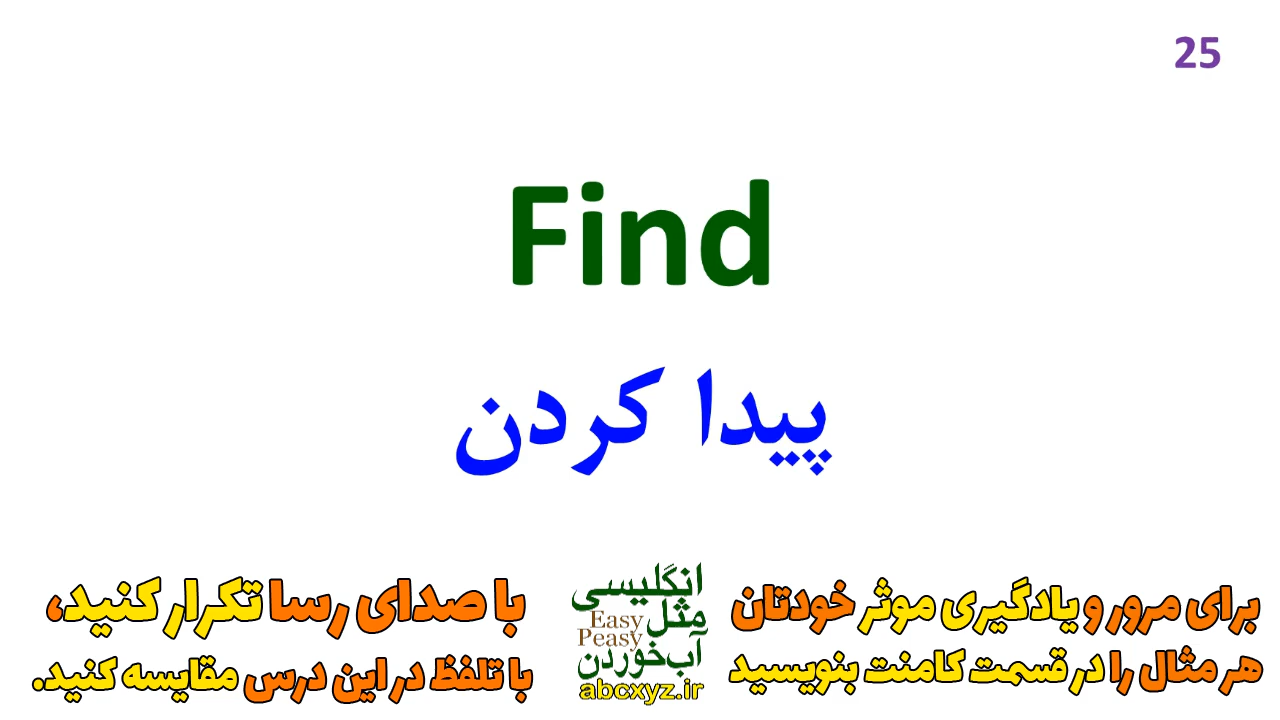 25
Find
پیدا کردن
برای مرور و یادگیری موثر خودتان
هر مثال را در قسمت کامنت بنویسید
انگلیسی
مثل
Easy
Peasy
آب‌خوردن
abcxyz.ir
با صدای رسا تکرار کنید،
با تلفظ در این درس مقایسه کنید.